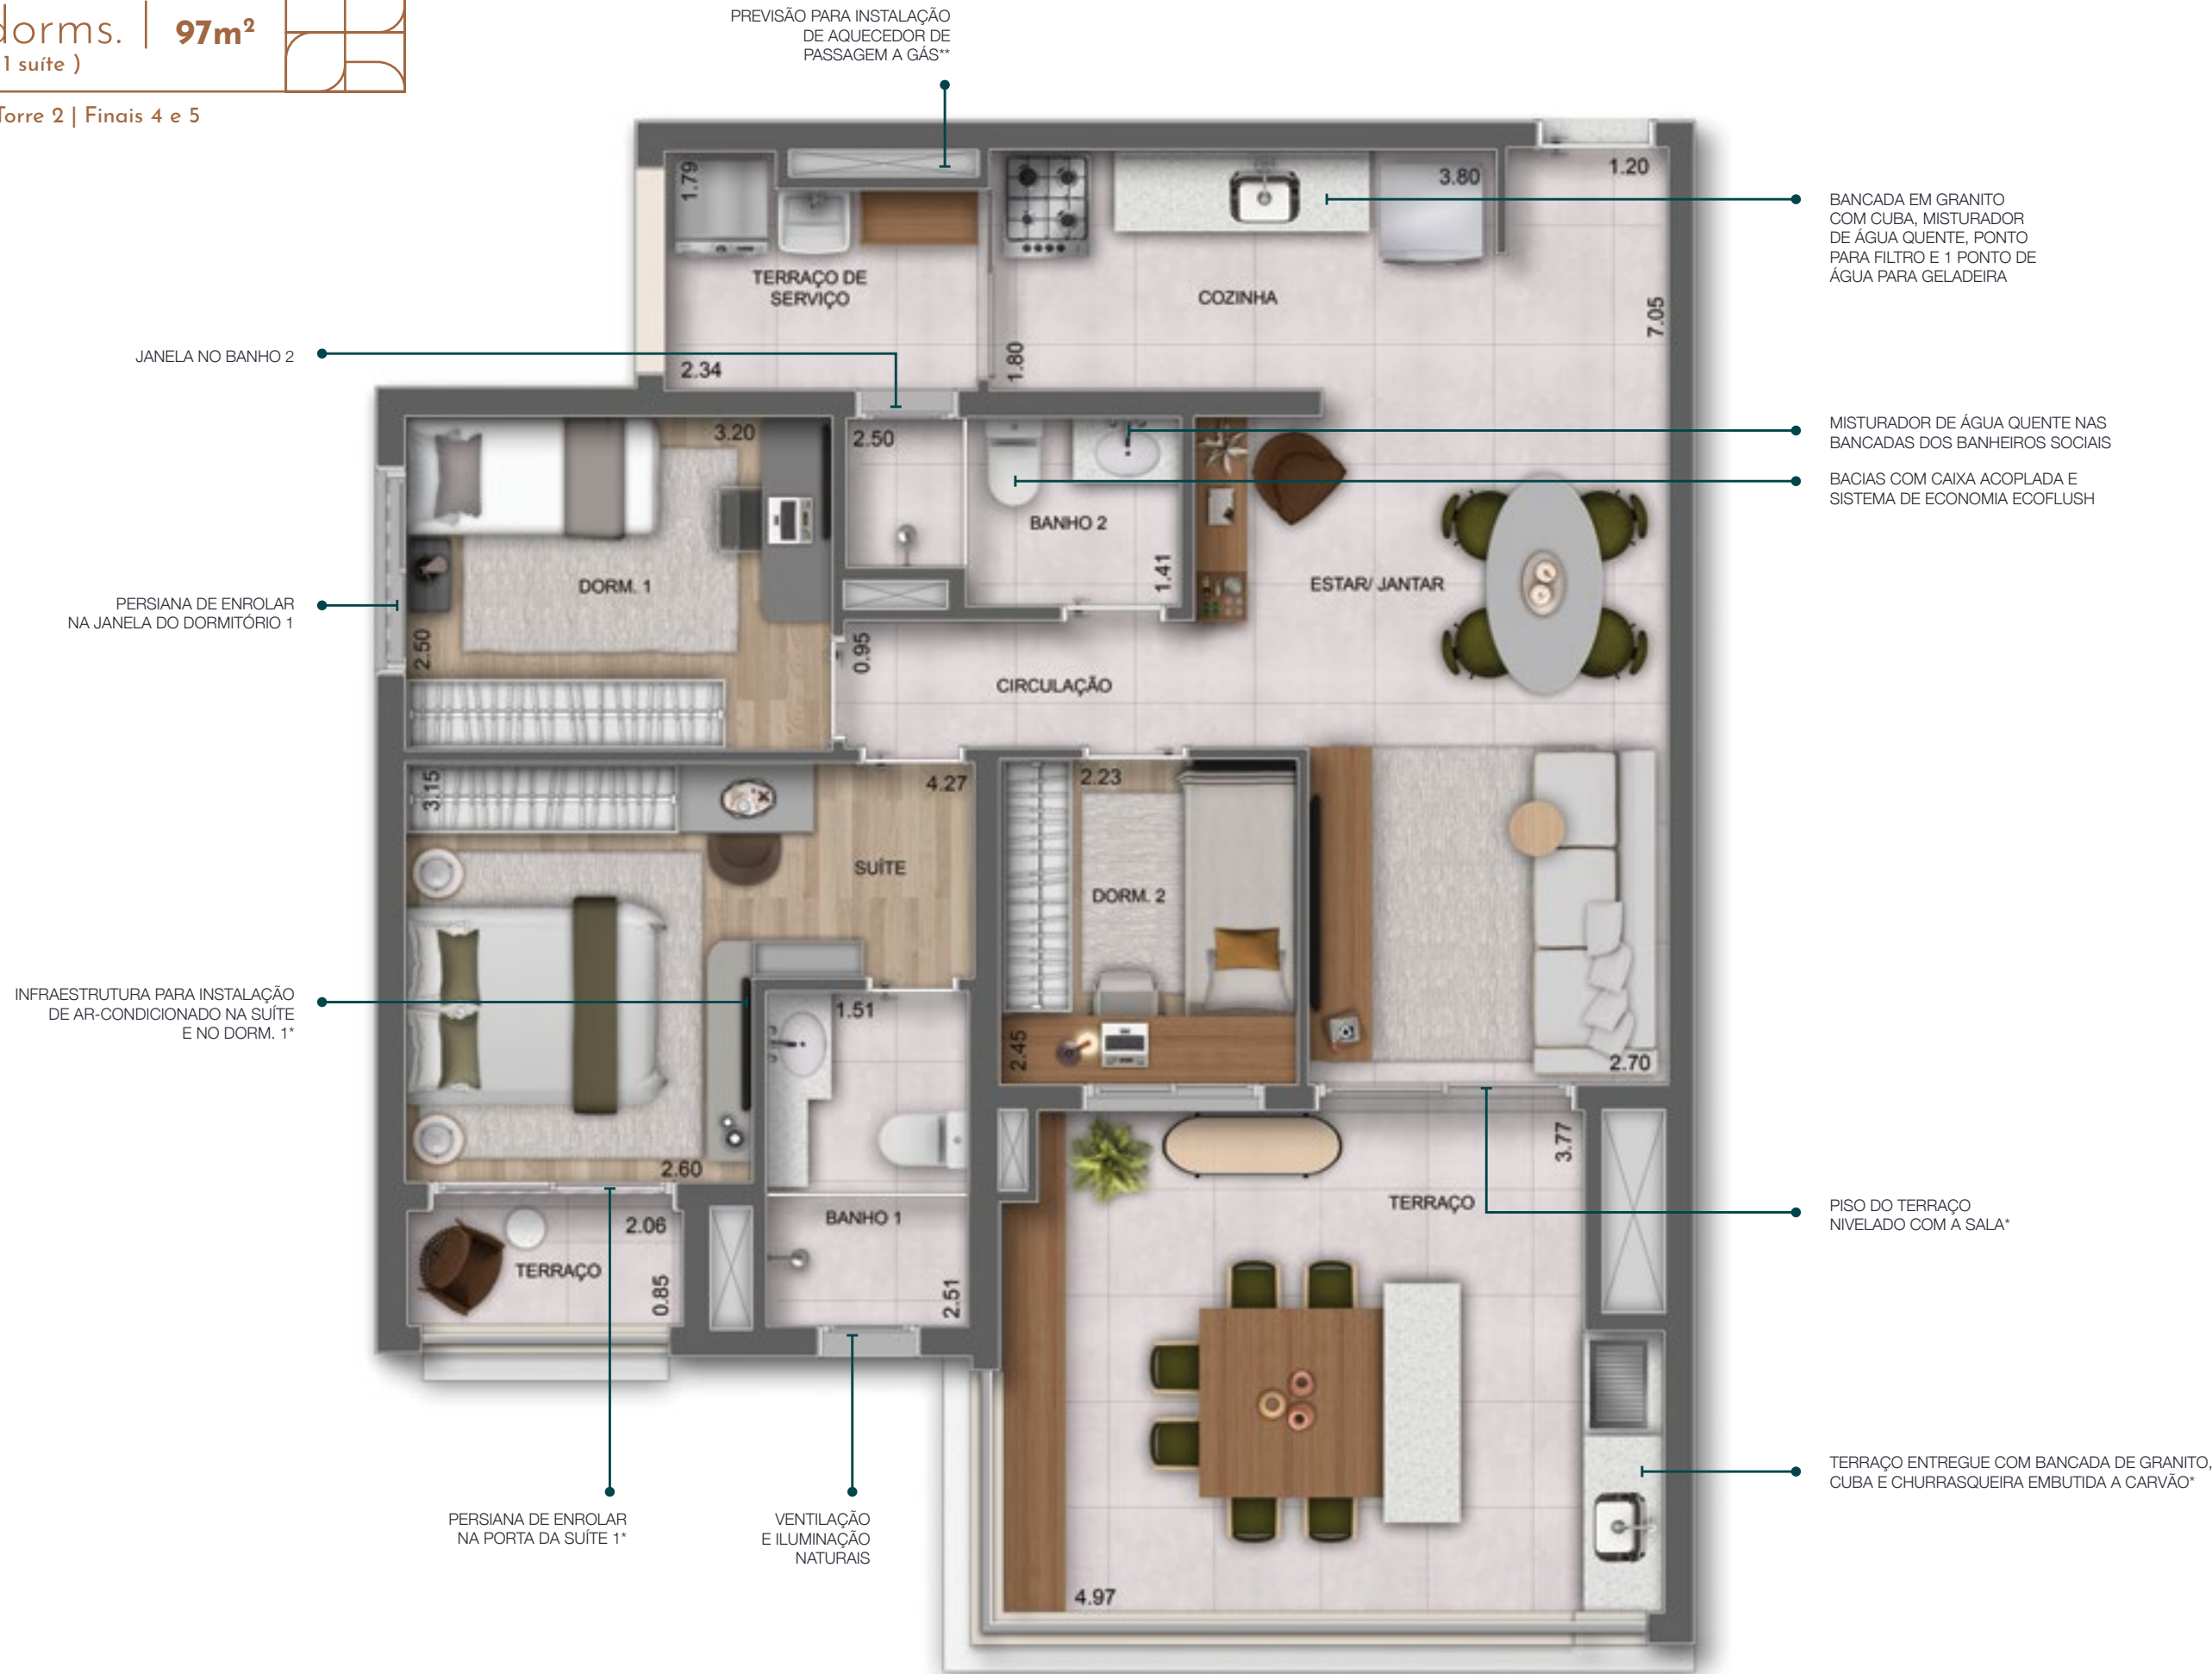 dorms. | 97m²
1 suíte )
Torre 2 | Finais 4 e 5
PREVISÃO PARA INSTALAÇÃO
DE AQUECEDOR DE
PASSAGEM A GÁS**
1.79
3.80
1.20
BANCADA EM GRANITO
COM CUBA, MISTURADOR
DE ÁGUA QUENTE, PONTO
PARA FILTRO E 1 PONTO DE
ÁGUA PARA GELADEIRA
TERRAÇO DE
SERVIÇO
COZINHA
7.05
JANELA NO BANHO 2
2.34
1.80
3.20
2.50
MISTURADOR DE ÁGUA QUENTE NAS
BANCADAS DOS BANHEIROS SOCIAIS
BACIAS COM CAIXA ACOPLADA E
SISTEMA DE ECONOMIA ECOFLUSH
BANHO 2
1.41
DORM. 1
ESTAR/ JANTAR
PERSIANA DE ENROLAR
NA JANELA DO DORMITÓRIO 1
2.50
0.95
CIRCULAÇÃO
3.15
4.27
2.23
SUÍTE
DORM. 2
INFRAESTRUTURA PARA INSTALAÇÃO
DE AR-CONDICIONADO NA SUÍTE
E NO DORM. 1*
1.51
2.45
2.70
2.60
3.77
BANHO 1
TERRAÇO
PISO DO TERRAÇO
NIVELADO COM A SALA*
2.06
TERRAÇO
0.85
2.51
TERRAÇO ENTREGUE COM BANCADA DE GRANITO,
CUBA E CHURRASQUEIRA EMBUTIDA A CARVÃO*
PERSIANA DE ENROLAR
NA PORTA DA SUÍTE 1*
VENTILAÇÃO
E ILUMINAÇÃO
NATURAIS
4.97